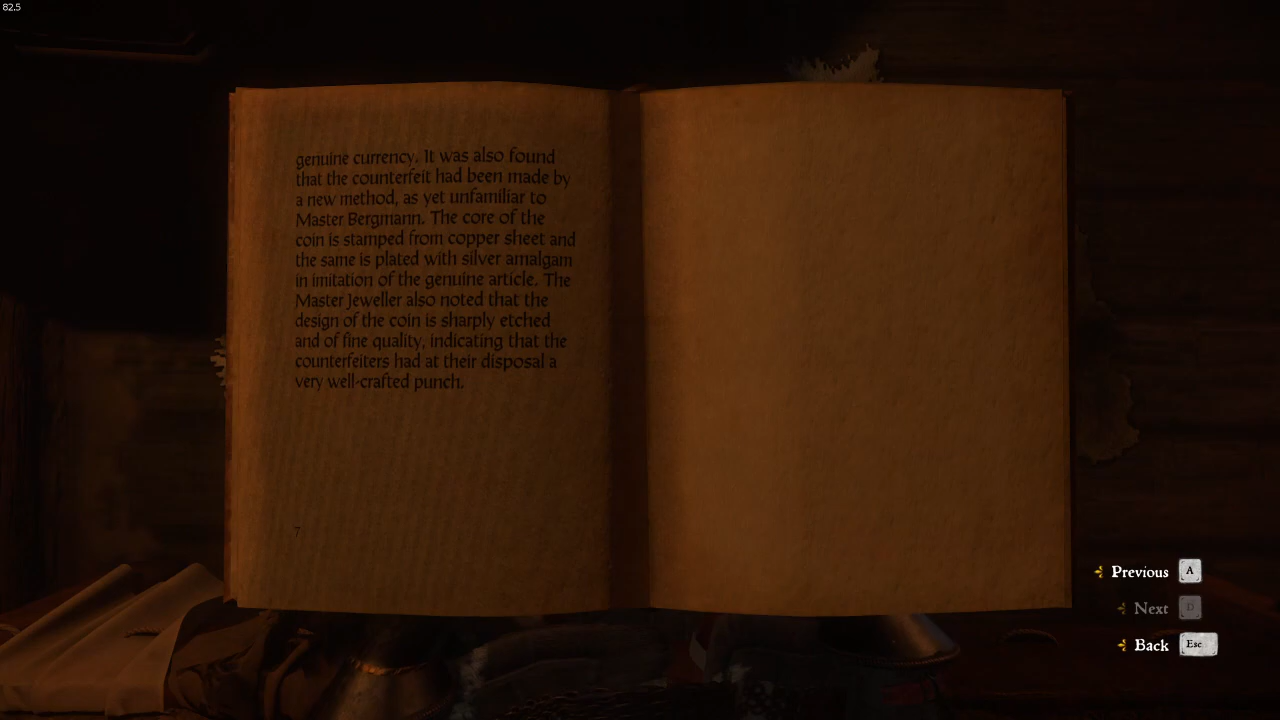 82.5
genuine currency. It was also found
that the counterfeit had been made by
a new method, as yet unfamiliar to
Master Bergmann. The core of the
coin is stamped from copper sheet and
the same is plated with silver amalgam
in imitation of the genuine article. The
Master Jeweller also noted that the
design of the coin is sharply etched
and of fine quality, indicating that the
counterfeiters had at their disposal a
very well-crafted punch.
7
Previous A
Next D
Back Esc